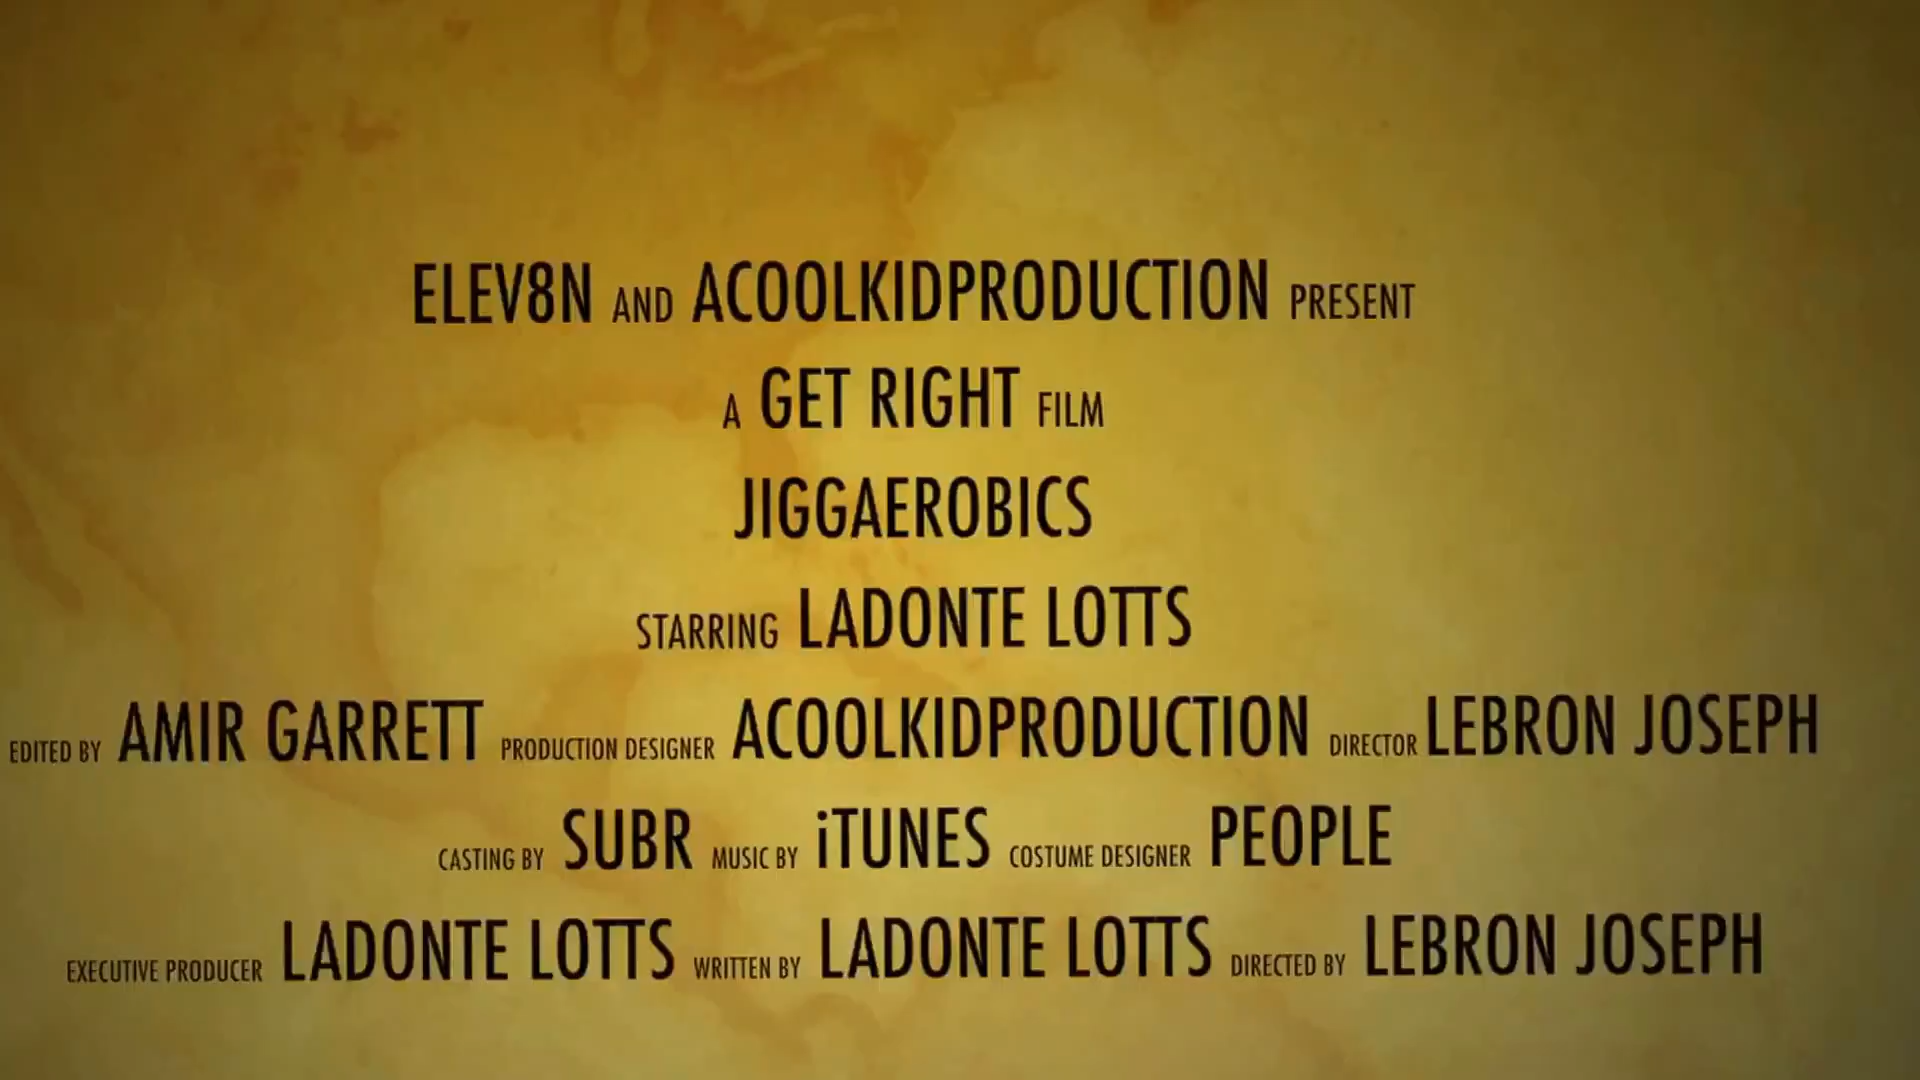 ELEV8N AND ACOOLKIDPRODUCTION PRESENT
A GET RIGHT FILM
JIGGAEROBICS
STARRING LADONTE LOTTS
EDITED BY AMIR GARRETT PRODUCTION DESIGNER ACOOLKIDPRODUCTION DIRECTOR LEBRON JOSEPH
CASTING BY SUBR MUSIC BY iTUNES COSTUME DESIGNER PEOPLE
EXECUTIVE PRODUCER LADONTE LOTTS WRITTEN BY LADONTE LOTTS DIRECTED BY LEBRON JOSEPH